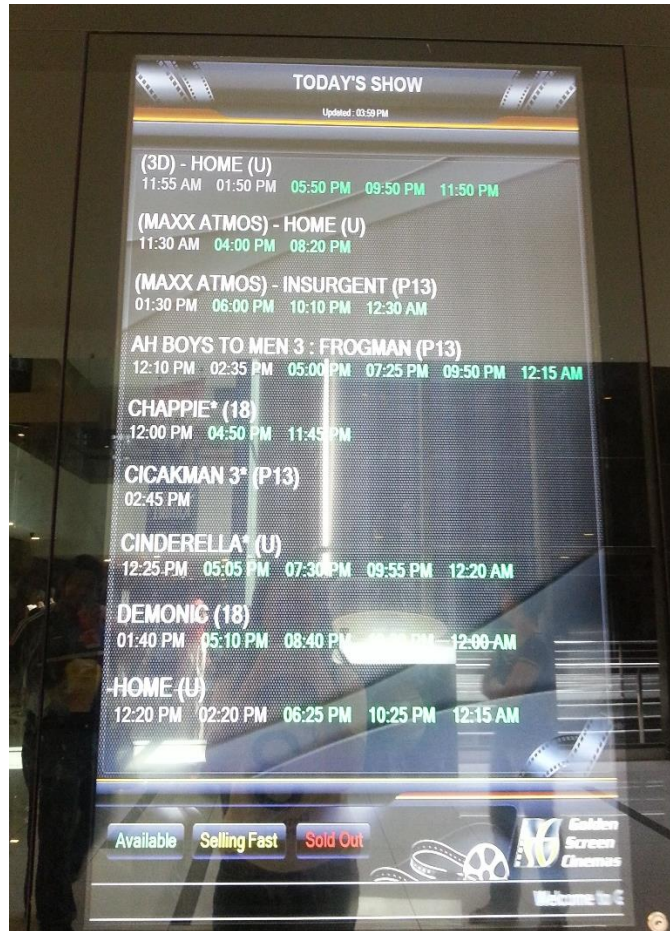 TODAY'S SHOW
Updated : 03:59 PM
(3D) - HOME (U)
11:55 AM 01:50 PM 05:50 PM 09:50 PM 11:50 PM
(MAXX ATMOS) - HOME (U)
11:30 AM 04:00 PM 08:20 PM
(MAXX ATMOS) - INSURGENT (P13)
01:30 PM 06:00 PM 10:10 PM 12:30 AM
AH BOYS TO MEN 3 : FROGMAN (P13)
12:10 PM 02:35 PM 05:00 PM 07:25 PM 09:50 PM 12:15 AM
CHAPPIE* (18)
12:00 PM 04:50 PM 11:45 PM
CICAKMAN 3* (P13)
02:45 PM
CINDERELLA* (U)
12:25 PM 05:05 PM 07:30 PM 09:55 PM 12:20 AM
DEMONIC (18)
01:40 PM 05:10 PM 08:40 PM PM 12:00 AM
HOME (U)
12:20 PM 02:20 PM 06:25 PM 10:25 PM 12:15 AM
Available Selling Fast Sold Out
Golden
Screen
Cinemas
Welcome to G